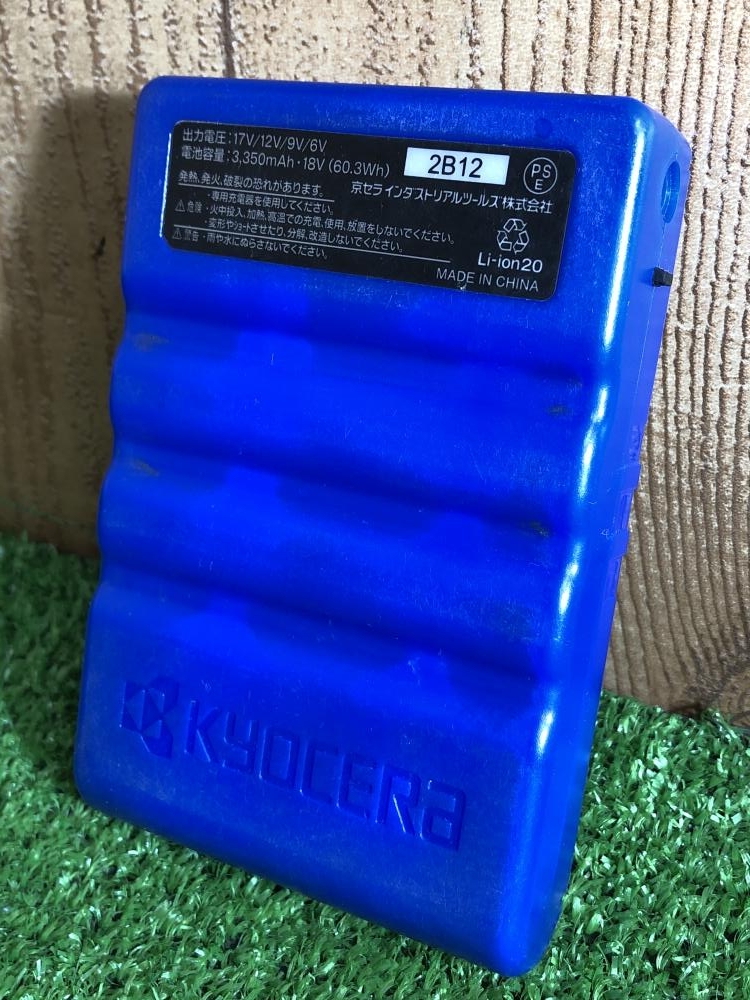 出力電圧:17V/12V/9V/6V
電池容量:3,350mAh・18V (60.3Wh)
2B12
PS
E
発熱、発火、破裂の恐れがあります。
京セラインダストリアルツールズ株式会社
・専用充電器を使用してください。
⚠危険・火中投入、加熱、高温での充電、使用、放置をしないでください。
・変形やショートさせたり、分解、改造しないでください。
⚠警告・雨や水にぬらさないでください。
Li-ion20
MADE IN CHINA
KYOCERA